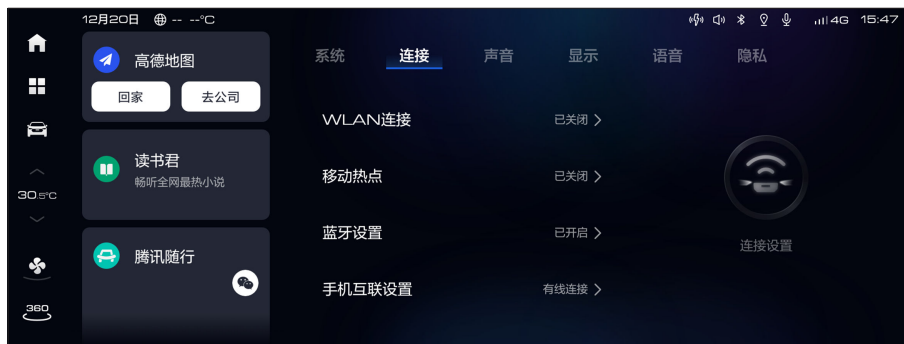 12月20日 -- --°C
4G 15:47
系统 连接 声音 显示 语音 隐私
高德地图
回家 去公司
读书君
畅听全网最热小说
腾讯随行
30.5°C
360
WLAN连接 已关闭
移动热点 已关闭
蓝牙设置 已开启
手机互联设置 有线连接
连接设置